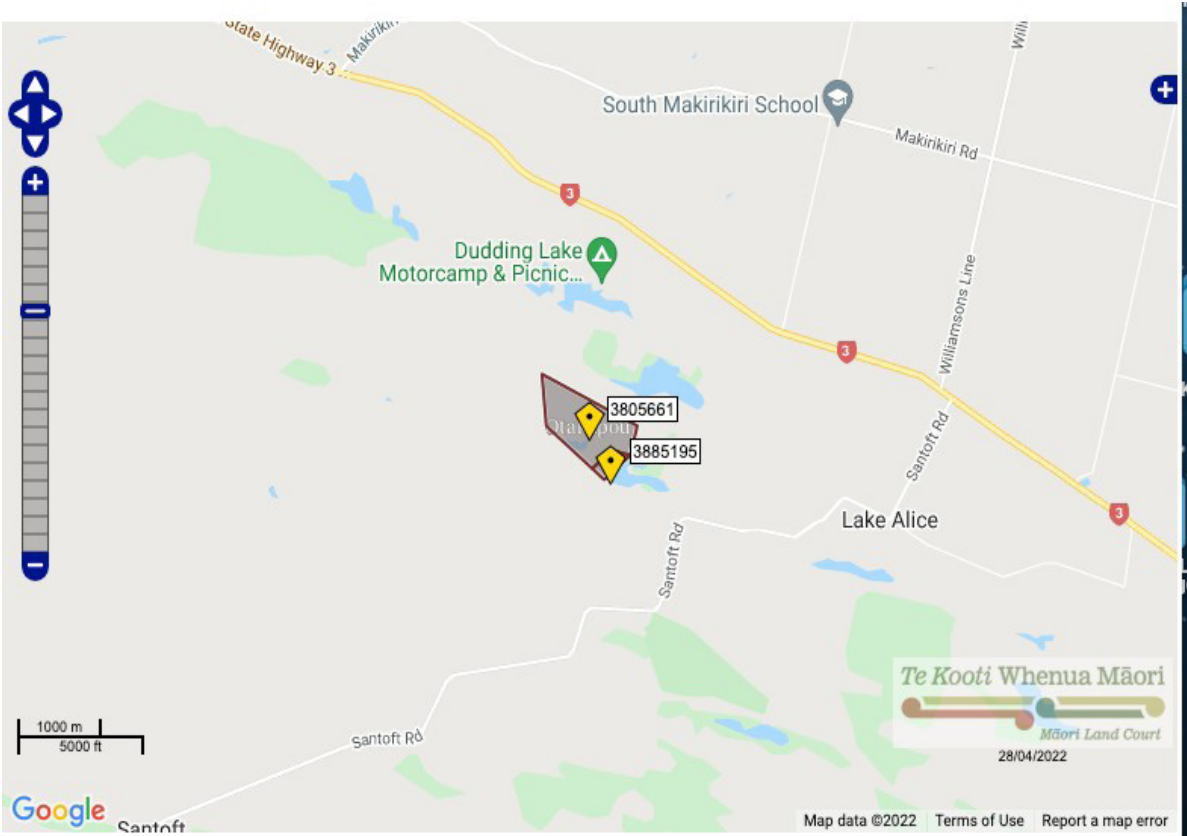 State Highway 3
South Makirikiri School
Makirikiri Rd
3
Dudding Lake
Motorcamp & Picnic...
Williamsons Line
3
3805661
3885195
Santoft Rd
Lake Alice
3
Santoft Rd
Te Kooti Whenua Māori
Māori Land Court
28/04/2022
1000 m
5000 ft
Santoft Rd
Google
Santoft
Map data ©2022
Terms of Use
Report a map error